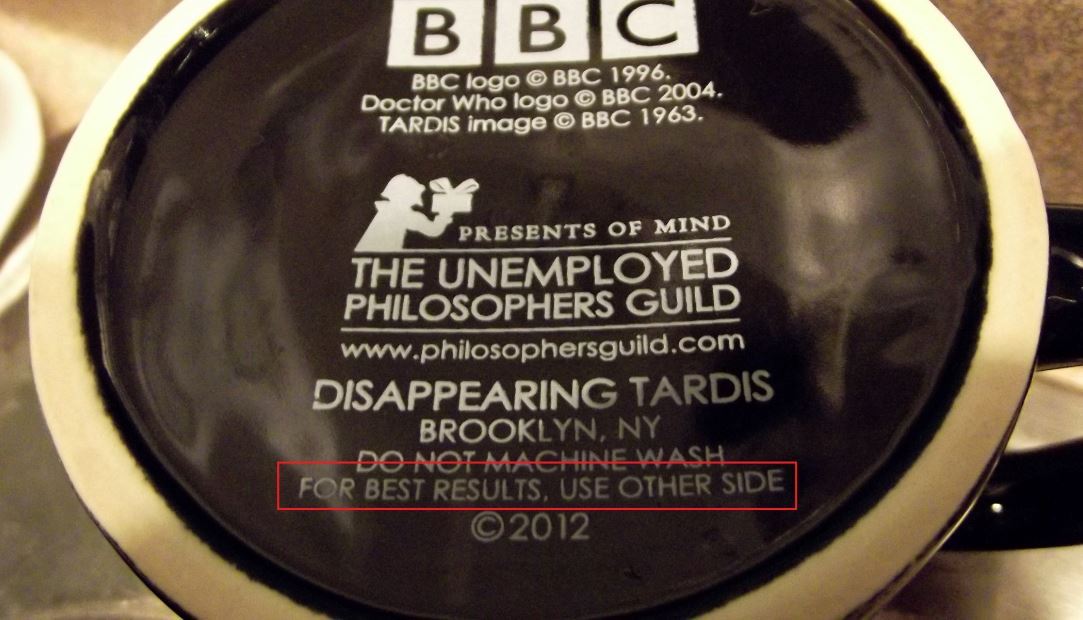 BBC
BBC logo © BBC 1996.
Doctor Who logo © BBC 2004.
TARDIS image © BBC 1963.
PRESENTS OF MIND
THE UNEMPLOYED
PHILOSOPHERS GUILD
www.philosophersguild.com
DISAPPEARING TARDIS
BROOKLYN, NY
DO NOT MACHINE WASH
FOR BEST RESULTS, USE OTHER SIDE
©2012